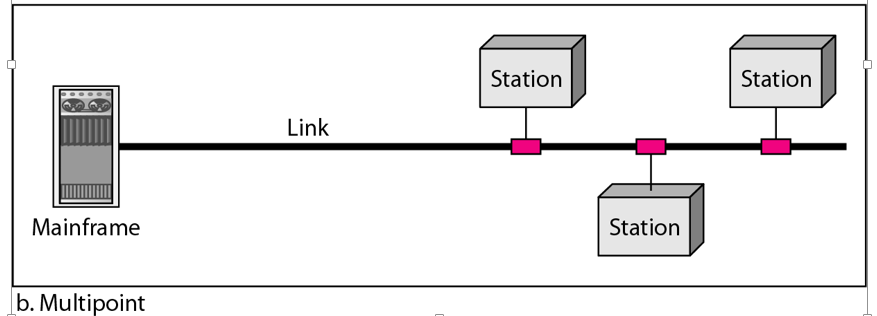 Station
Station
Link
Station
Mainframe
b. Multipoint